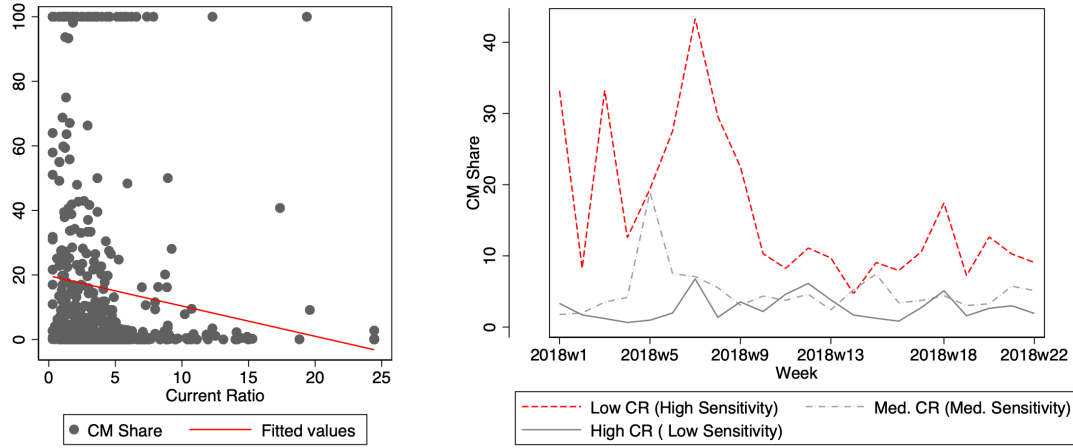 100
80
60
40
20
0
0 5 10 15 20 25
Current Ratio
CM Share Fitted values
CM Share
40
30
20
10
0
2018w1 2018w5 2018w9 2018w13 2018w18 2018w22
Week
Low CR (High Sensitivity) Med. CR (Med. Sensitivity)
High CR ( Low Sensitivity)